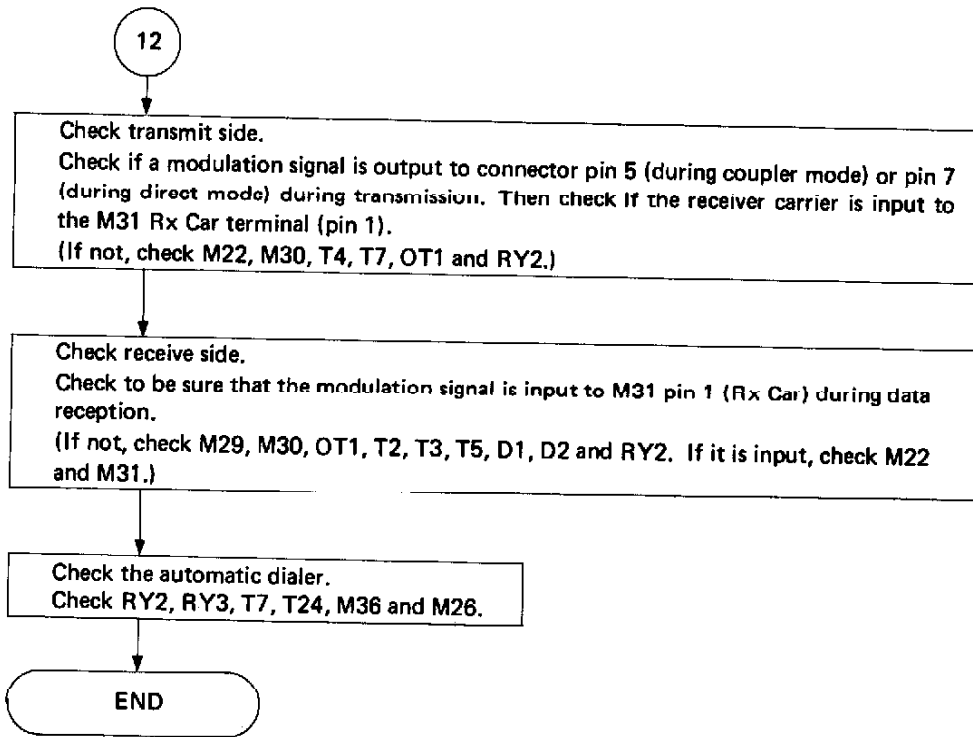 12
Check transmit side.
Check if a modulation signal is output to connector pin 5 (during coupler mode) or pin 7
(during direct mode) during transmission. Then check If the receiver carrier is input to
the M31 Rx Car terminal (pin 1).
(If not, check M22, M30, T4, T7, OT1 and RY2.)
Check receive side.
Check to be sure that the modulation signal is input to M31 pin 1 (Rx Car) during data
reception.
(If not, check M29, M30, OT1, T2, T3, T5, D1, D2 and RY2. If it is input, check M22
and M31.)
Check the automatic dialer.
Check RY2, RY3, T7, T24, M36 and M26.
END